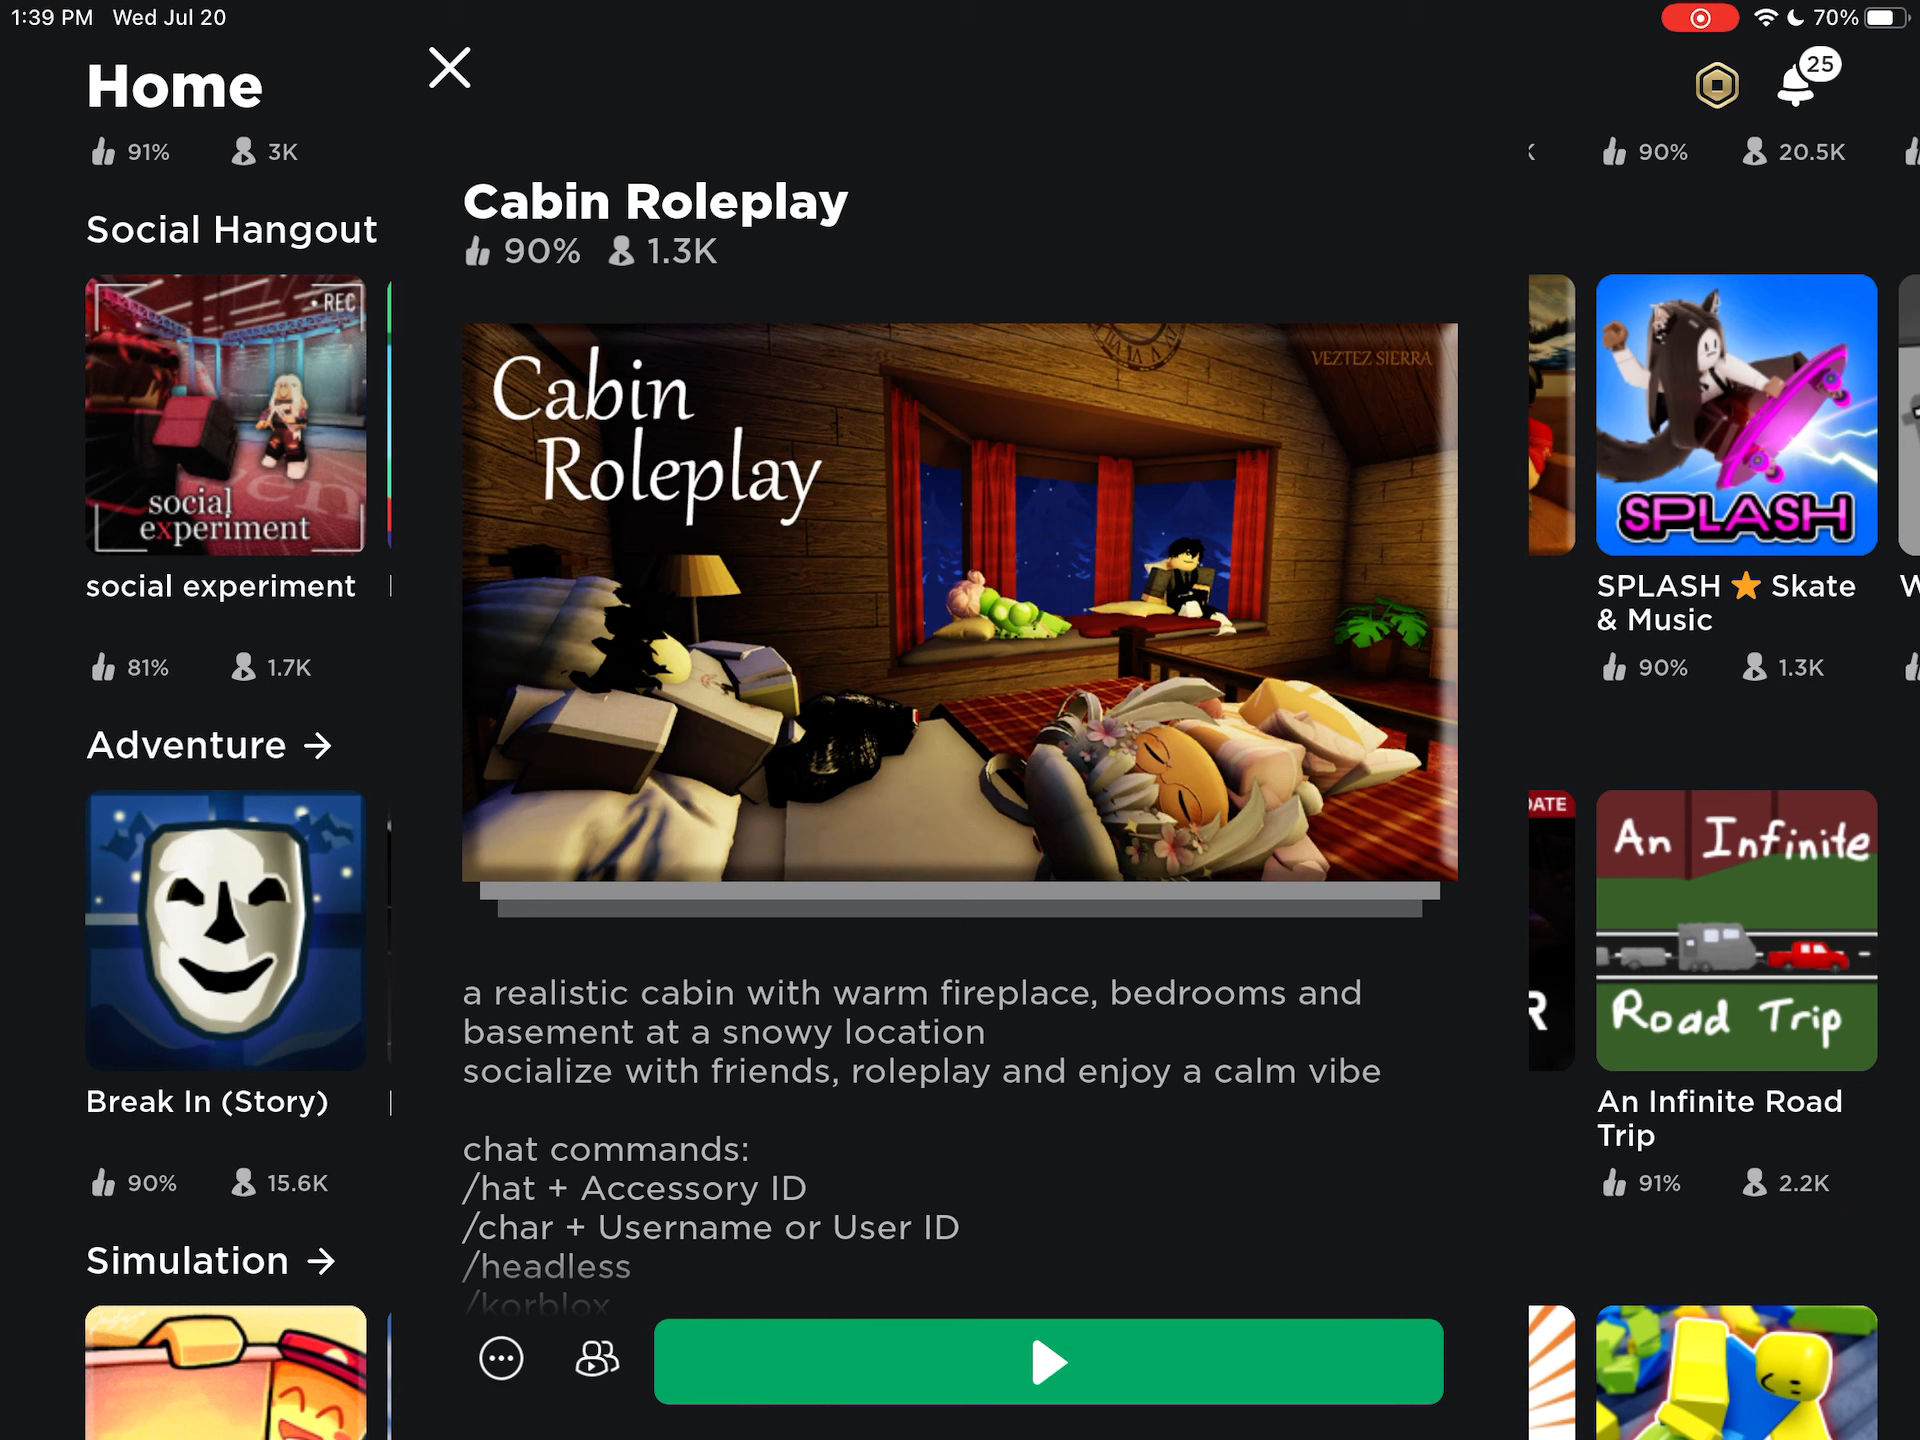 1:39 PM Wed Jul 20
70%
Home
25
91% 3K
90% 20.5K
Cabin Roleplay
90% 1.3K
Social Hangout
REC
social
experiment
social experiment
81% 1.7K
Cabin
Roleplay
VEZTEZ SIERRA
SPLASH
SPLASH ⭐ Skate
& Music
90% 1.3K
Adventure →
Break In (Story)
90% 15.6K
a realistic cabin with warm fireplace, bedrooms and
basement at a snowy location
socialize with friends, roleplay and enjoy a calm vibe
chat commands:
/hat + Accessory ID
/char + Username or User ID
/headless
/korblox
An Infinite
Road Trip
An Infinite Road
Trip
91% 2.2K
Simulation →